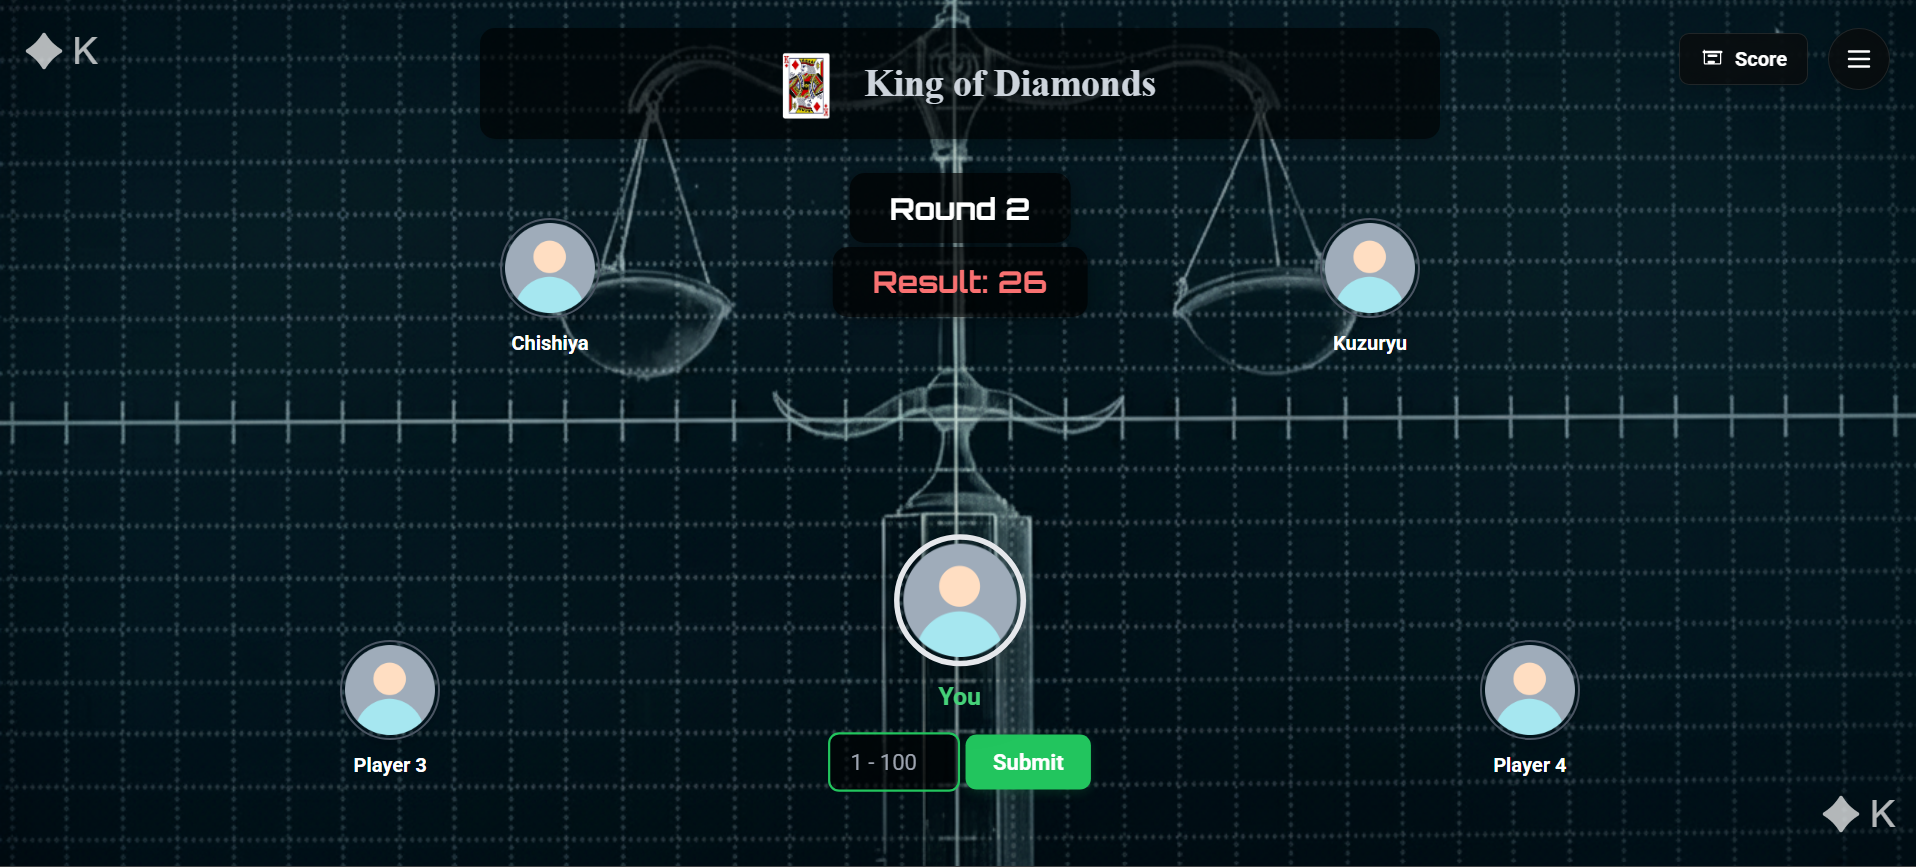 K
King of Diamonds
Score
Round 2
Result: 26
Chishiya
Kuzuryu
You
Player 3
1 - 100
Submit
Player 4
K